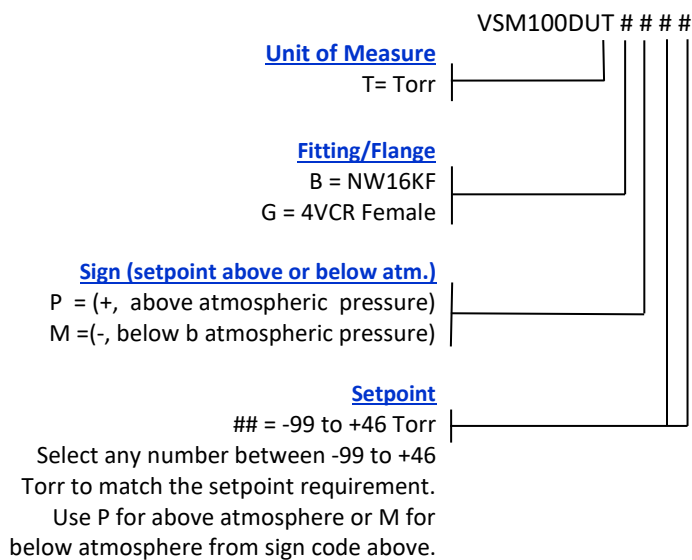 VSM100DUT # # # #
Unit of Measure
T= Torr
Fitting/Flange
B = NW16KF
G = 4VCR Female
Sign (setpoint above or below atm.)
P = (+, above atmospheric pressure)
M =(-, below b atmospheric pressure)
Setpoint
## = -99 to +46 Torr
Select any number between -99 to +46
Torr to match the setpoint requirement.
Use P for above atmosphere or M for
below atmosphere from sign code above.